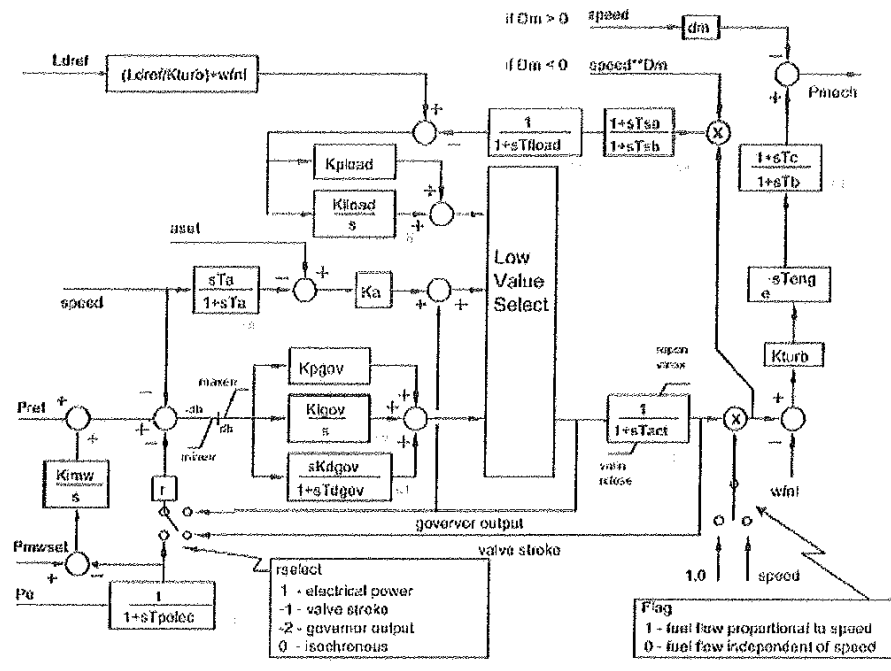 if Dm > 0 speed
dm
Ldref
(Ldref/Kturb)+wfnl
if Dm < 0 speed**Dm
Pmech
1
1+sTfload
1+sTsa
1+sTsb
X
1+sTc
1+sTb
Kpload
Kiload
s
aset
Low
Value
Select
speed
sTa
1+sTa
Ka
-sTeng
e
Kturb
ropen
vmax
maxerr
-db
db
minerr
Kpgov
Kigov
s
sKdgov
1+sTdgov
Pref
1
1+sTact
X
vmin
rclose
wfnl
Kimw
s
r
governor output
valve stroke
Pmwset
Pe
1
1+sTpelec
rselect
1 - electrical power
-1 - valve stroke
-2 - governor output
0 - isochronous
1.0 speed
Flag
1 - fuel flow proportional to speed
0 - fuel flow independent of speed